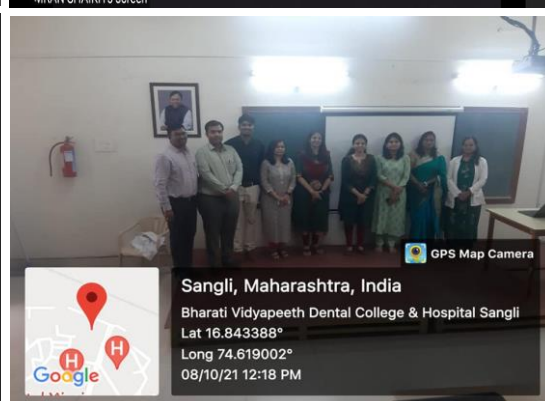 GPS Map Camera
Sangli, Maharashtra, India
Bharati Vidyapeeth Dental College & Hospital Sangli
Lat 16.843388°
Long 74.619002°
08/10/21 12:18 PM
H
H
Google